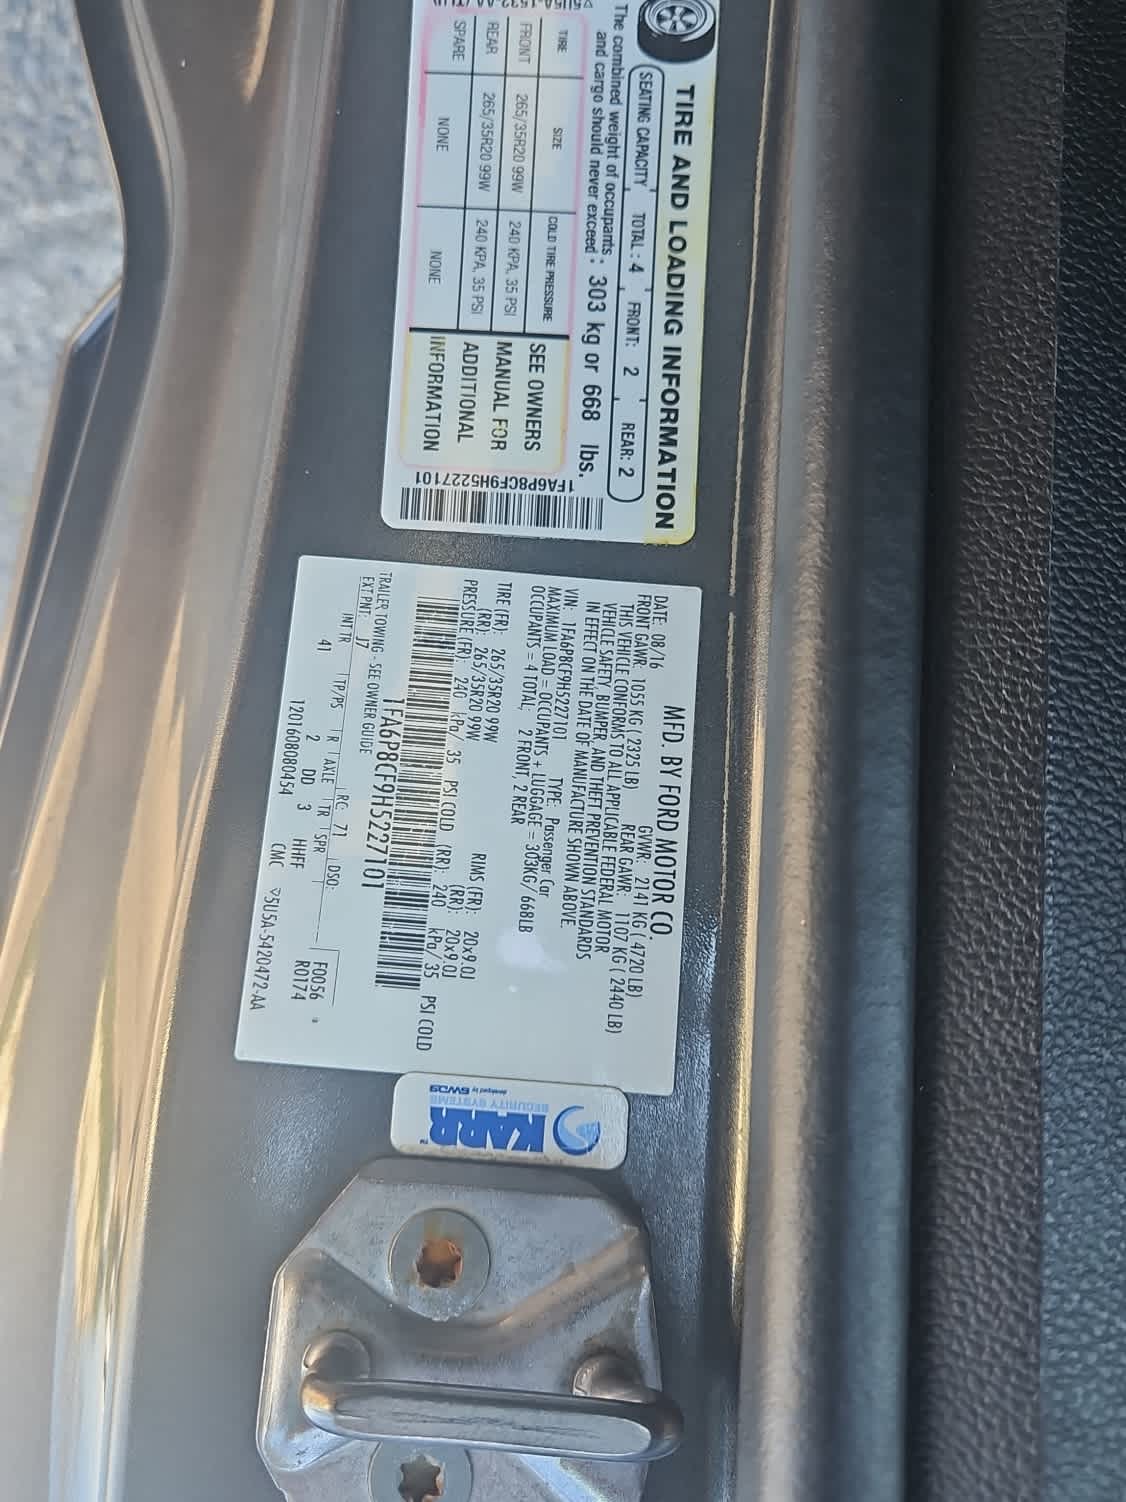 TIRE AND LOADING INFORMATION
SEATING CAPACITY TOTAL : 4 FRONT: 2 REAR: 2
The combined weight of occupants
and cargo should never exceed : 303 kg or 668 lbs.
TIRE SIZE COLD TIRE PRESSURE
FRONT 265/35R20 99W 240 KPA, 35 PSI
REAR 265/35R20 99W 240 KPA, 35 PSI
SPARE NONE NONE
SEE OWNERS
MANUAL FOR
ADDITIONAL
INFORMATION
1FA6P8CF9H5227101
MFD. BY FORD MOTOR CO.
DATE: 08/16 GVWR: 2141 KG ( 4720 LB)
FRONT GAWR: 1055 KG ( 2325 LB) REAR GAWR: 1107 KG ( 2440 LB)
THIS VEHICLE CONFORMS TO ALL APPLICABLE FEDERAL MOTOR
VEHICLE SAFETY, BUMPER, AND THEFT PREVENTION STANDARDS
IN EFFECT ON THE DATE OF MANUFACTURE SHOWN ABOVE.
VIN: 1FA6P8CF9H5227101 TYPE: Passenger Car
MAXIMUM LOAD = OCCUPANTS + LUGGAGE = 303KG/ 668LB
OCCUPANTS = 4 TOTAL; 2 FRONT, 2 REAR
TIRE (FR): 265/35R20 99W RIMS (FR): 20x9.0J
(RR): 265/35R20 99W (RR): 20x9.0J
PRESSURE (FR): 240 kPa/ 35 PSI COLD (RR): 240 kPa/ 35 PSI COLD
1FA6P8CF9H5227101
TRAILER TOWING - SEE OWNER GUIDE
EXT PNT: J7 RC: 71 DSO:
INT TR TP/PS R AXLE TR SPR F0056
41 2 DD 3 HHFF R0174
1201608080454 CMC ▽5U5A-5420472-AA
KARR™
SECURITY SYSTEMS
developed by SWDS